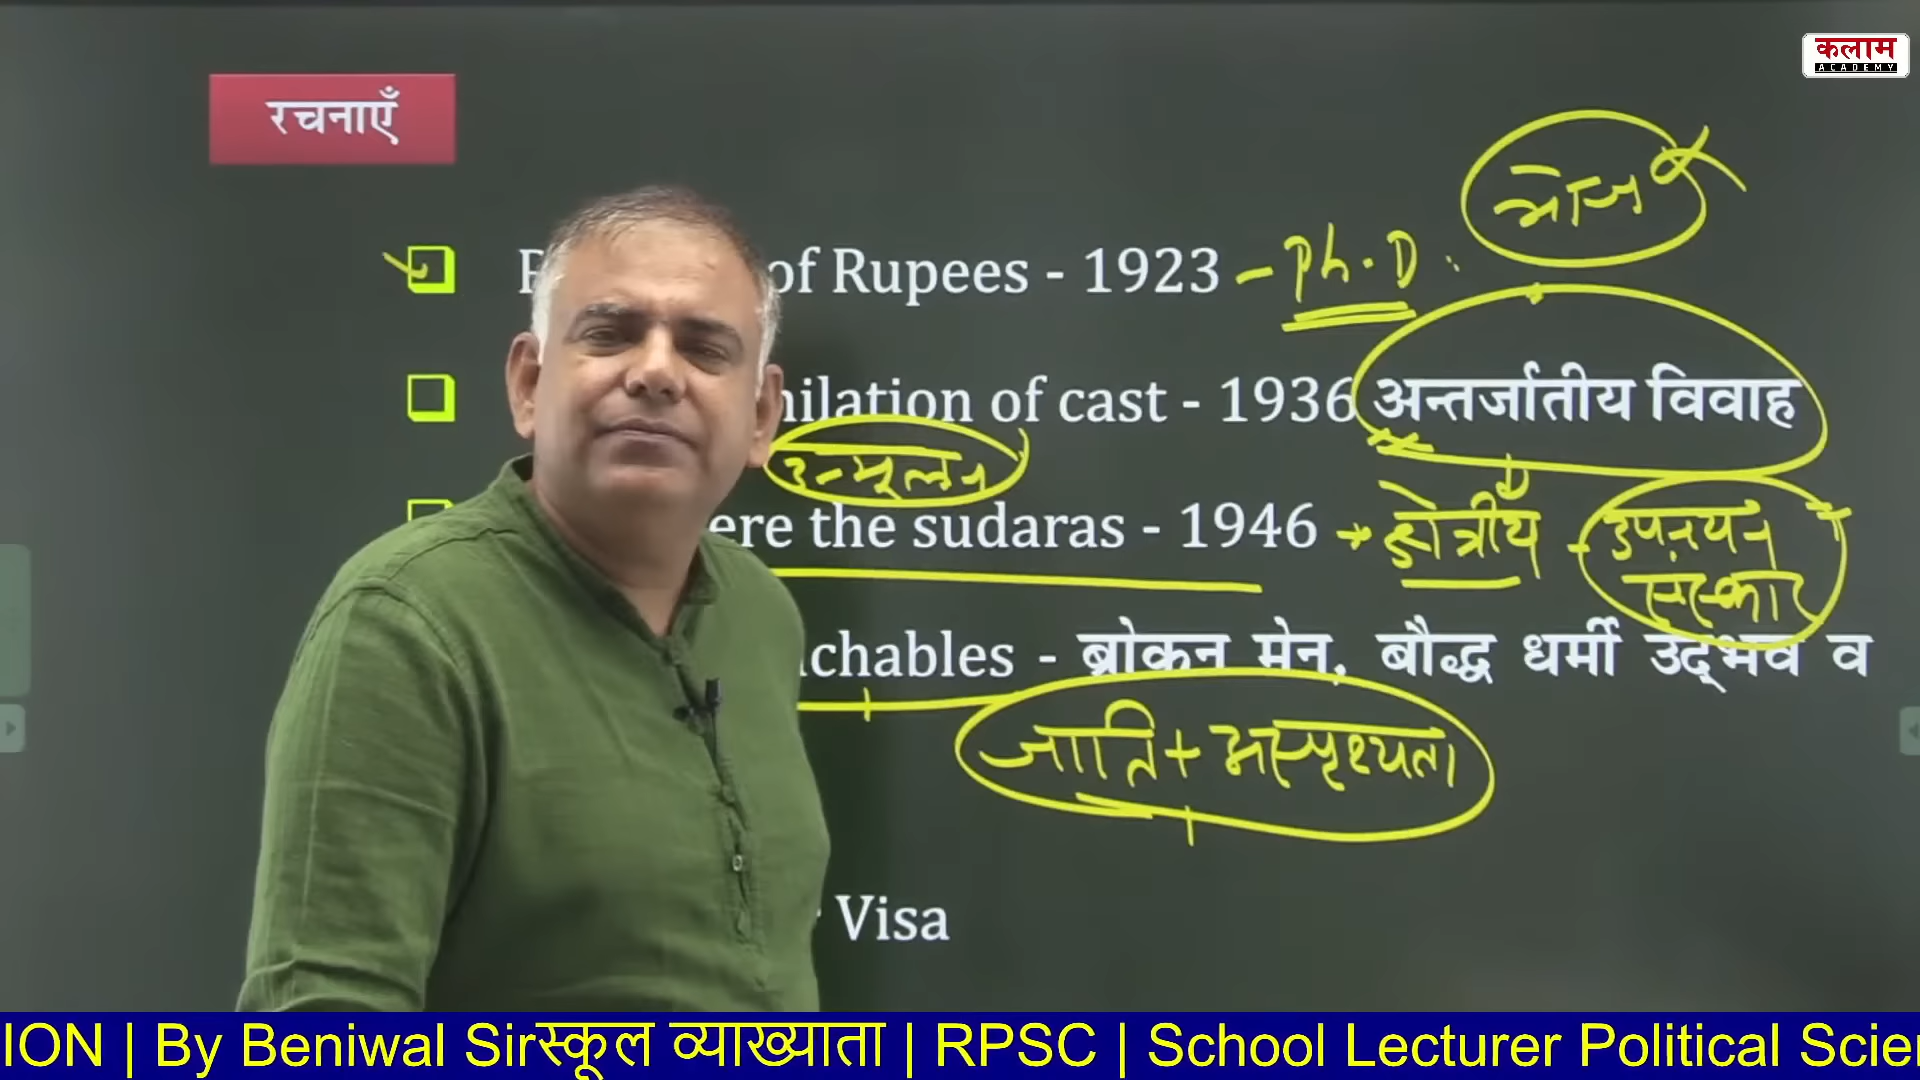 कलाम
ACADEMY
रचनाएँ
of Rupees - 1923 - Ph.D.
hilation of cast - 1936 अन्तर्जातीय विवाह
उन्मूलन
ere the sudaras - 1946 → क्षेत्रीय - उपनयन
संस्कार
chables - ब्रोकन मेन, बौद्ध धर्मी उद्भव व
जाति + अस्पृश्यता
Visa
ION | By Beniwal Sirस्कूल व्याख्याता | RPSC | School Lecturer Political Scie